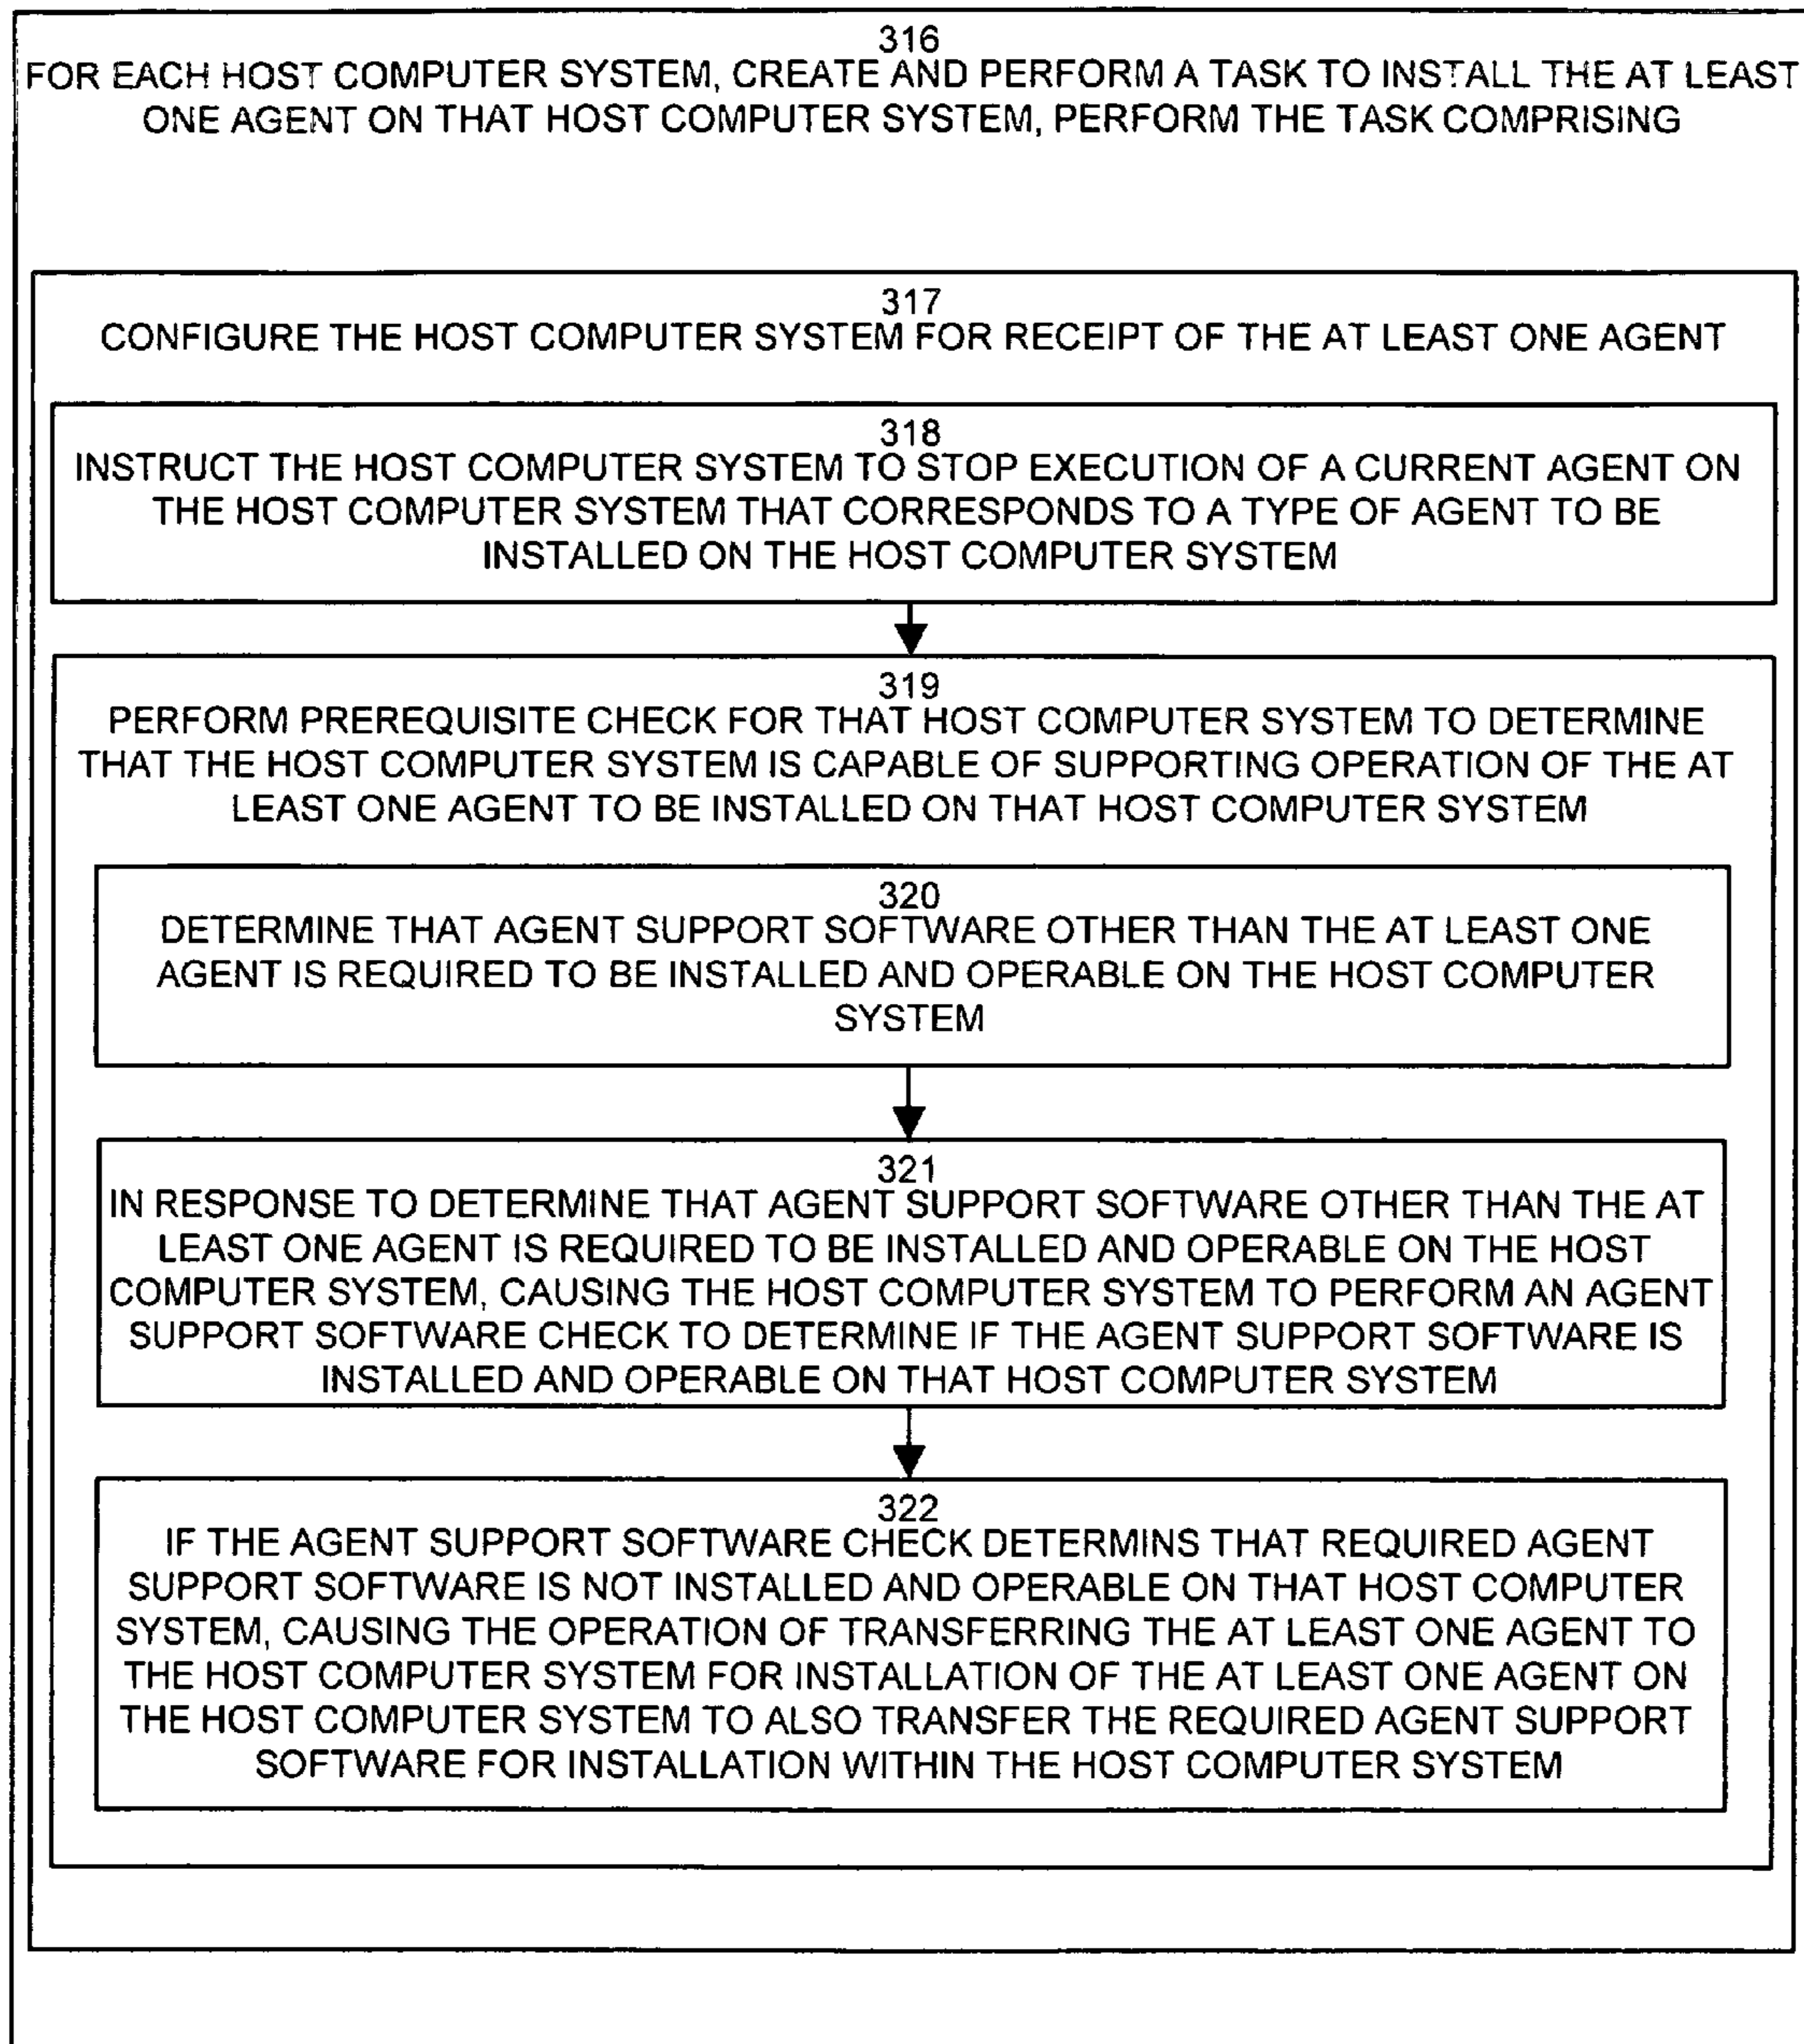 316
FOR EACH HOST COMPUTER SYSTEM, CREATE AND PERFORM A TASK TO INSTALL THE AT LEAST
ONE AGENT ON THAT HOST COMPUTER SYSTEM, PERFORM THE TASK COMPRISING
317
CONFIGURE THE HOST COMPUTER SYSTEM FOR RECEIPT OF THE AT LEAST ONE AGENT
318
INSTRUCT THE HOST COMPUTER SYSTEM TO STOP EXECUTION OF A CURRENT AGENT ON
THE HOST COMPUTER SYSTEM THAT CORRESPONDS TO A TYPE OF AGENT TO BE
INSTALLED ON THE HOST COMPUTER SYSTEM
319
PERFORM PREREQUISITE CHECK FOR THAT HOST COMPUTER SYSTEM TO DETERMINE
THAT THE HOST COMPUTER SYSTEM IS CAPABLE OF SUPPORTING OPERATION OF THE AT
LEAST ONE AGENT TO BE INSTALLED ON THAT HOST COMPUTER SYSTEM
320
DETERMINE THAT AGENT SUPPORT SOFTWARE OTHER THAN THE AT LEAST ONE
AGENT IS REQUIRED TO BE INSTALLED AND OPERABLE ON THE HOST COMPUTER
SYSTEM
321
IN RESPONSE TO DETERMINE THAT AGENT SUPPORT SOFTWARE OTHER THAN THE AT
LEAST ONE AGENT IS REQUIRED TO BE INSTALLED AND OPERABLE ON THE HOST
COMPUTER SYSTEM, CAUSING THE HOST COMPUTER SYSTEM TO PERFORM AN AGENT
SUPPORT SOFTWARE CHECK TO DETERMINE IF THE AGENT SUPPORT SOFTWARE IS
INSTALLED AND OPERABLE ON THAT HOST COMPUTER SYSTEM
322
IF THE AGENT SUPPORT SOFTWARE CHECK DETERMINS THAT REQUIRED AGENT
SUPPORT SOFTWARE IS NOT INSTALLED AND OPERABLE ON THAT HOST COMPUTER
SYSTEM, CAUSING THE OPERATION OF TRANSFERRING THE AT LEAST ONE AGENT TO
THE HOST COMPUTER SYSTEM FOR INSTALLATION OF THE AT LEAST ONE AGENT ON
THE HOST COMPUTER SYSTEM TO ALSO TRANSFER THE REQUIRED AGENT SUPPORT
SOFTWARE FOR INSTALLATION WITHIN THE HOST COMPUTER SYSTEM